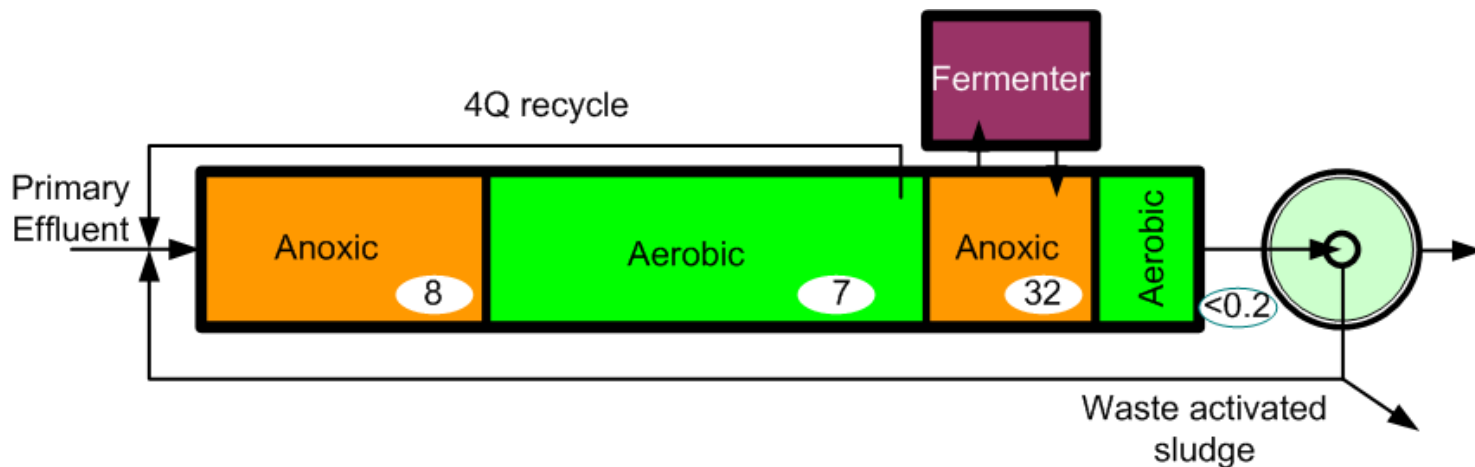 Fermenter
4Q recycle
Primary
Effluent
Anoxic
Aerobic
Anoxic
Aerobic
8
7
32
<0.2
Waste activated
sludge